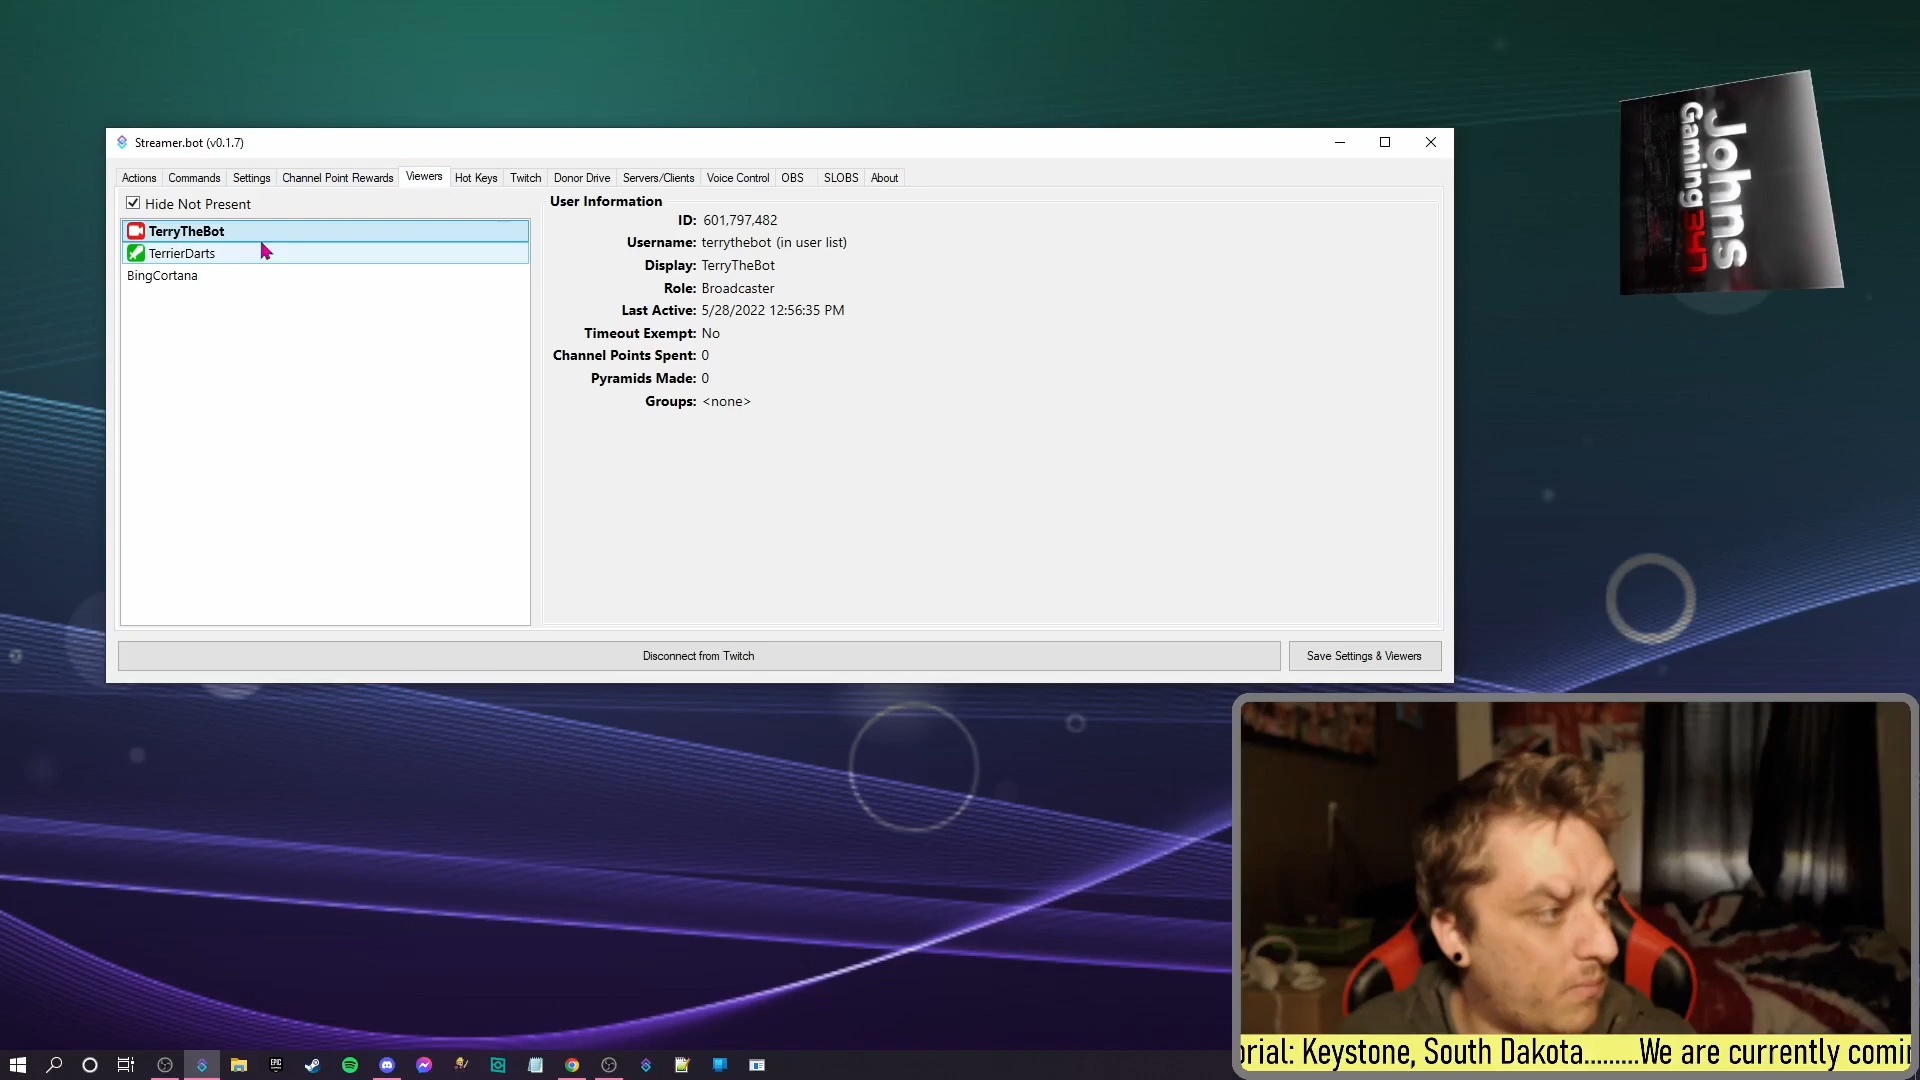 Streamer.bot (v0.1.7)
Actions Commands Settings Channel Point Rewards Viewers Hot Keys Twitch Donor Drive Servers/Clients Voice Control OBS SLOBS About
Hide Not Present
TerryTheBot
TerrierDarts
BingCortana
User Information
ID: 601,797,482
Username: terrythebot (in user list)
Display: TerryTheBot
Role: Broadcaster
Last Active: 5/28/2022 12:56:35 PM
Timeout Exempt: No
Channel Points Spent: 0
Pyramids Made: 0
Groups: <none>
Disconnect from Twitch
Save Settings & Viewers
Johns
Gaming347
EPIC
orial: Keystone, South Dakota.........We are currently comin